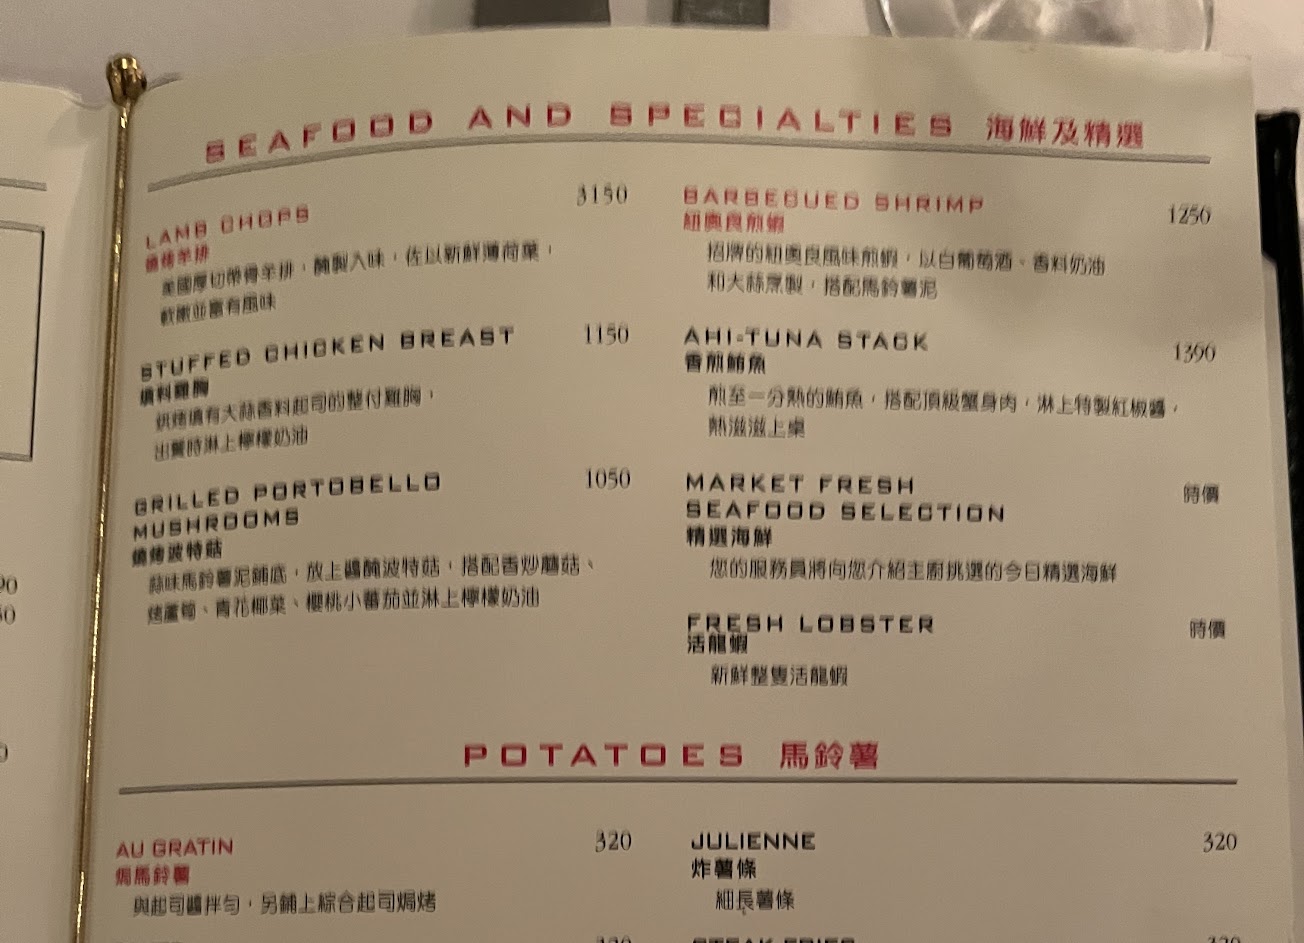 SEAFOOD AND SPECIALTIES 海鮮及精選
LAMB CHOPS 3150
燒烤羊排
美國厚切帶骨羊排，醃製入味，佐以新鮮薄荷葉，
軟嫩並富有風味
STUFFED CHICKEN BREAST 1150
填料雞胸
烘烤填有大蒜香料起司的整付雞胸，
出餐時淋上檸檬奶油
GRILLED PORTOBELLO 1050
MUSHROOMS
燒烤波特菇
蒜味馬鈴薯泥鋪底，放上醬醃波特菇，搭配香炒蘑菇、
烤蘆筍、青花椰菜、櫻桃小蕃茄並淋上檸檬奶油
BARBECUED SHRIMP 1250
紐奧良煎蝦
招牌的紐奧良風味煎蝦，以白葡萄酒、香料奶油
和大蒜烹製，搭配馬鈴薯泥
AHI-TUNA STACK 1390
香煎鮪魚
煎至一分熟的鮪魚，搭配頂級蟹身肉，淋上特製紅椒醬，
熱滋滋上桌
MARKET FRESH 時價
SEAFOOD SELECTION
精選海鮮
您的服務員將向您介紹主廚挑選的今日精選海鮮
FRESH LOBSTER 時價
活龍蝦
新鮮整隻活龍蝦
POTATOES 馬鈴薯
AU GRATIN 320
焗馬鈴薯
與起司醬拌勻，另鋪上綜合起司焗烤
JULIENNE 320
炸薯條
細長薯條
320
STEAK FRIES 320